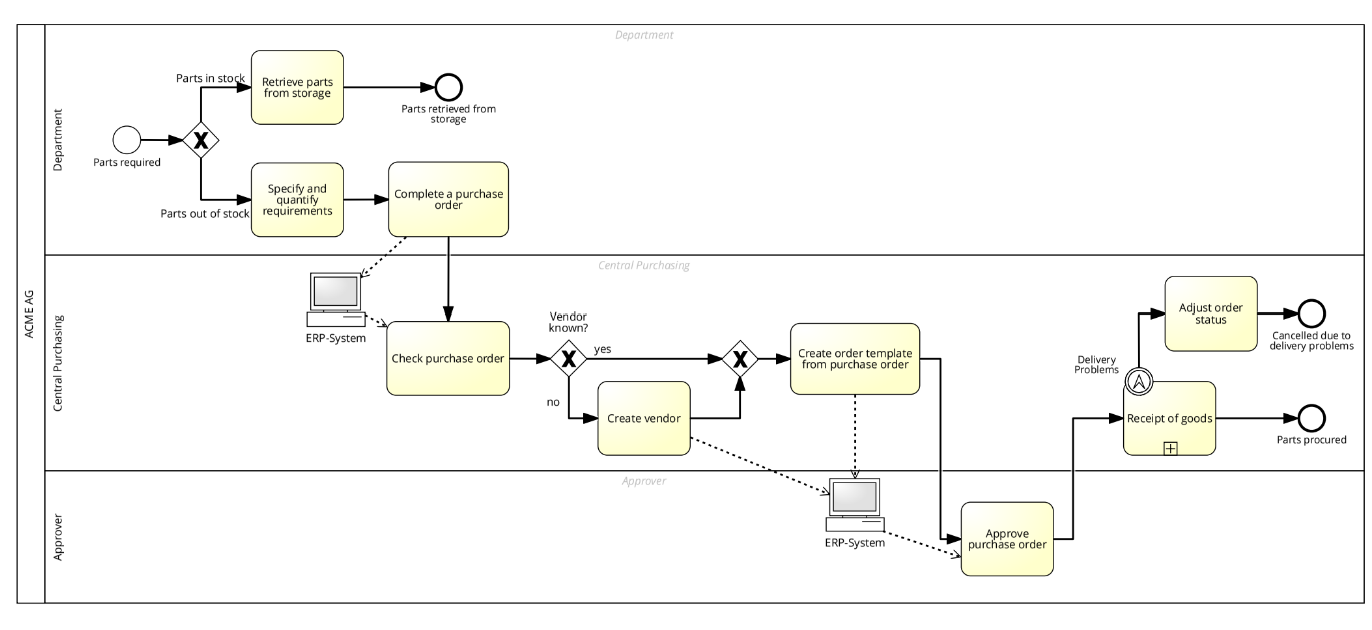 ACME AG
Department
Department
Parts in stock
Retrieve parts
from storage
Parts retrieved from
storage
Parts required
Parts out of stock
Specify and
quantify
requirements
Complete a purchase
order
Central Purchasing
Central Purchasing
ERP-System
Check purchase order
Vendor
known?
yes
no
Create vendor
Create order template
from purchase order
Delivery
Problems
Adjust order
status
Cancelled due to
delivery problems
Receipt of goods
Parts procured
Approver
Approver
ERP-System
Approve
purchase order